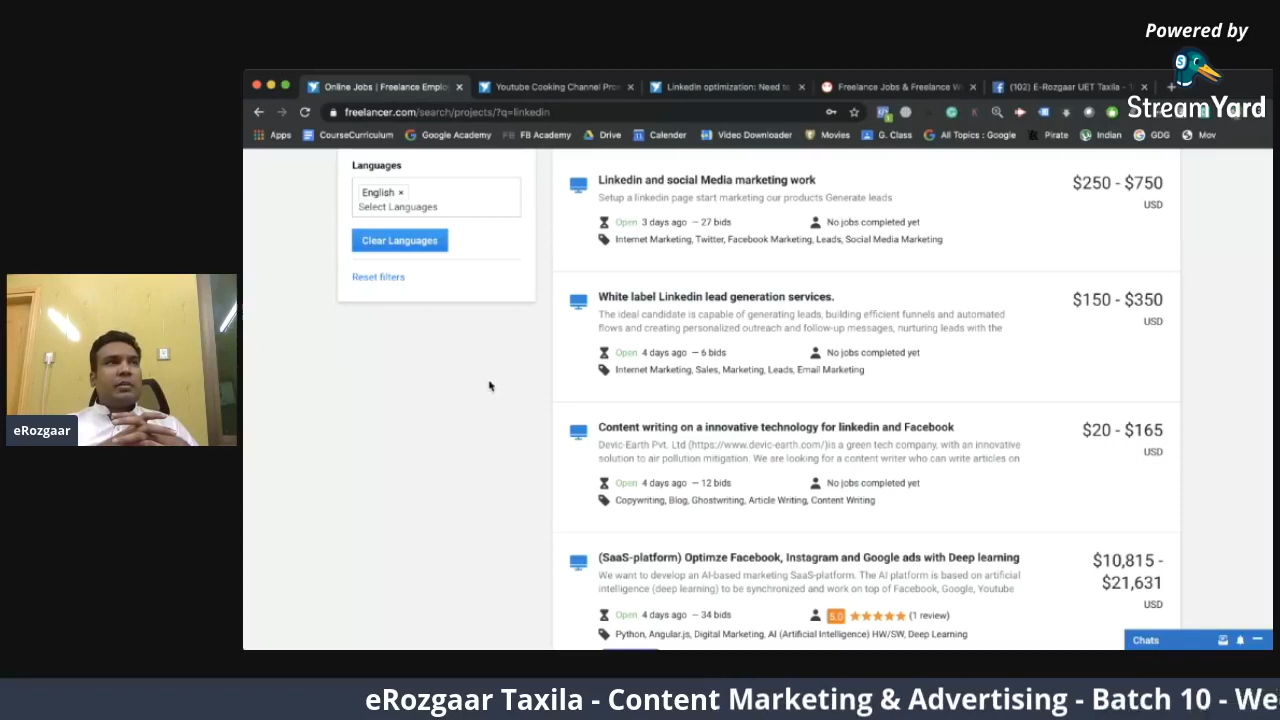 Powered by
StreamYard
Online Jobs | Freelance Emplo
Youtube Cooking Channel Pro
Linkedin optimization: Need to
Freelance Jobs & Freelance W
(102) E-Rozgaar UET Taxila -
freelancer.com/search/projects/?q=linkedin
Apps
CourseCurriculum
Google Academy
FB Academy
Drive
Calender
Video Downloader
Movies
G. Class
All Topics : Google
Pirate
Indian
GDG
Mov
Languages
English ×
Select Languages
Clear Languages
Reset filters
Linkedin and social Media marketing work
$250 - $750
USD
Setup a linkedin page start marketing our products Generate leads
Open 3 days ago – 27 bids
No jobs completed yet
Internet Marketing, Twitter, Facebook Marketing, Leads, Social Media Marketing
White label Linkedin lead generation services.
$150 - $350
USD
The ideal candidate is capable of generating leads, building efficient funnels and automated
flows and creating personalized outreach and follow-up messages, nurturing leads with the
Open 4 days ago – 6 bids
No jobs completed yet
Internet Marketing, Sales, Marketing, Leads, Email Marketing
Content writing on a innovative technology for linkedin and Facebook
$20 - $165
USD
Devic-Earth Pvt. Ltd (https://www.devic-earth.com/)is a green tech company, with an innovative
solution to air pollution mitigation. We are looking for a content writer who can write articles on
Open 4 days ago – 12 bids
No jobs completed yet
Copywriting, Blog, Ghostwriting, Article Writing, Content Writing
(SaaS-platform) Optimze Facebook, Instagram and Google ads with Deep learning
$10,815 -
$21,631
USD
We want to develop an AI-based marketing SaaS-platform. The AI platform is based on artificial
intelligence (deep learning) to be synchronized and work on top of Facebook, Google, Youtube
Open 4 days ago – 34 bids
5.0 ★★★★★ (1 review)
Python, Angular.js, Digital Marketing, AI (Artificial Intelligence) HW/SW, Deep Learning
Chats
eRozgaar
eRozgaar Taxila - Content Marketing & Advertising - Batch 10 - We